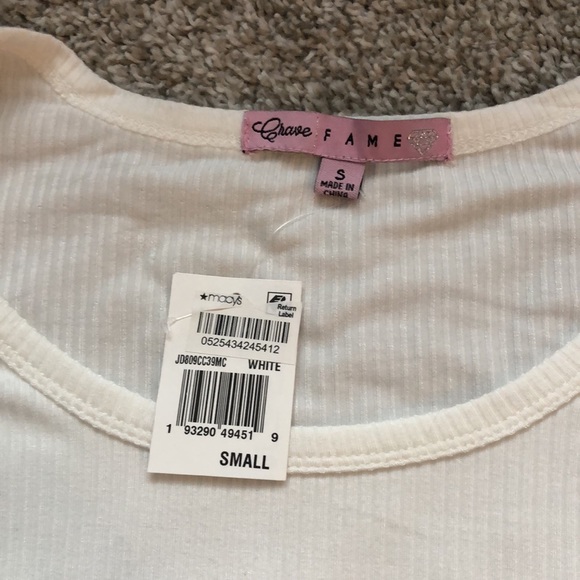 Crave FAME
S
MADE IN
CHINA
★macy's
Return
Label
0525434245412
JD809CC39MC WHITE
1 93290 49451 9
SMALL